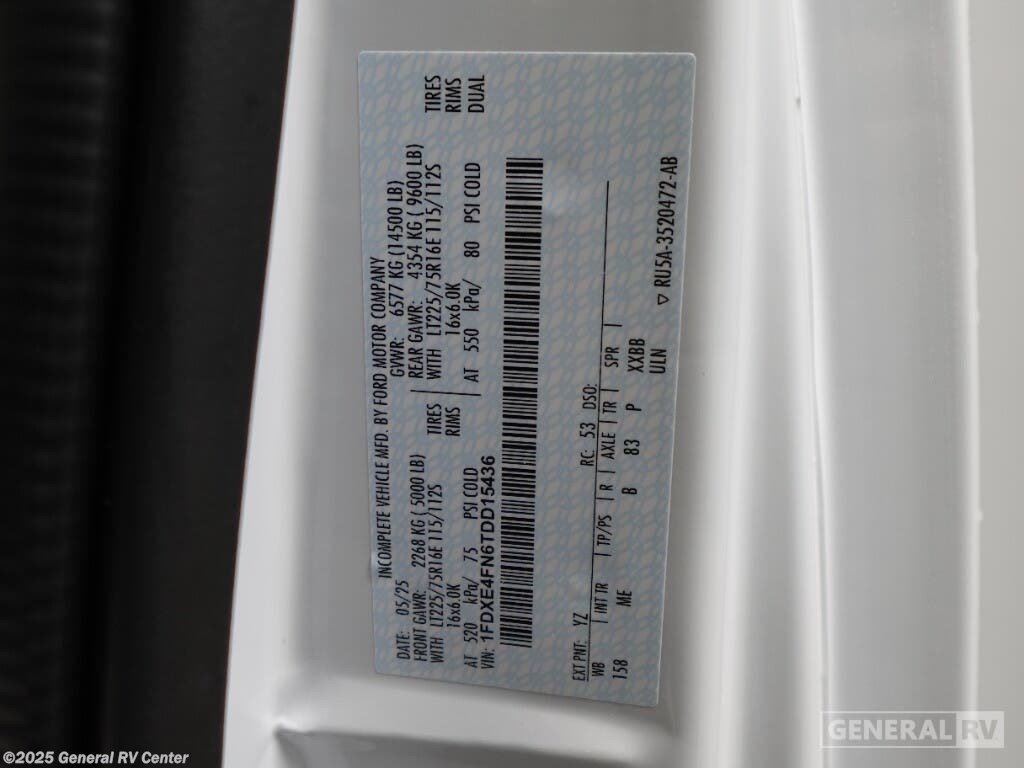 INCOMPLETE VEHICLE MFD. BY FORD MOTOR COMPANY
DATE: 05/25 GVWR: 6577 KG (14500 LB)
FRONT GAWR: 2268 KG ( 5000 LB) REAR GAWR: 4354 KG ( 9600 LB)
WITH LT225/75R16E 115/112S TIRES WITH LT225/75R16E 115/112S TIRES
16x6.0K RIMS 16x6.0K RIMS
AT 520 kPa/ 75 PSI COLD AT 550 kPa/ 80 PSI COLD DUAL
VIN: 1FDXE4FN6TDD15436
EXT PNT: YZ RC: 53 DSO:
WB INT TR TP/PS R AXLE TR SPR
158 ME B 83 P XXBB
ULN
▽ RU5A-3520472-AB
©2025 General RV Center
GENERAL RV